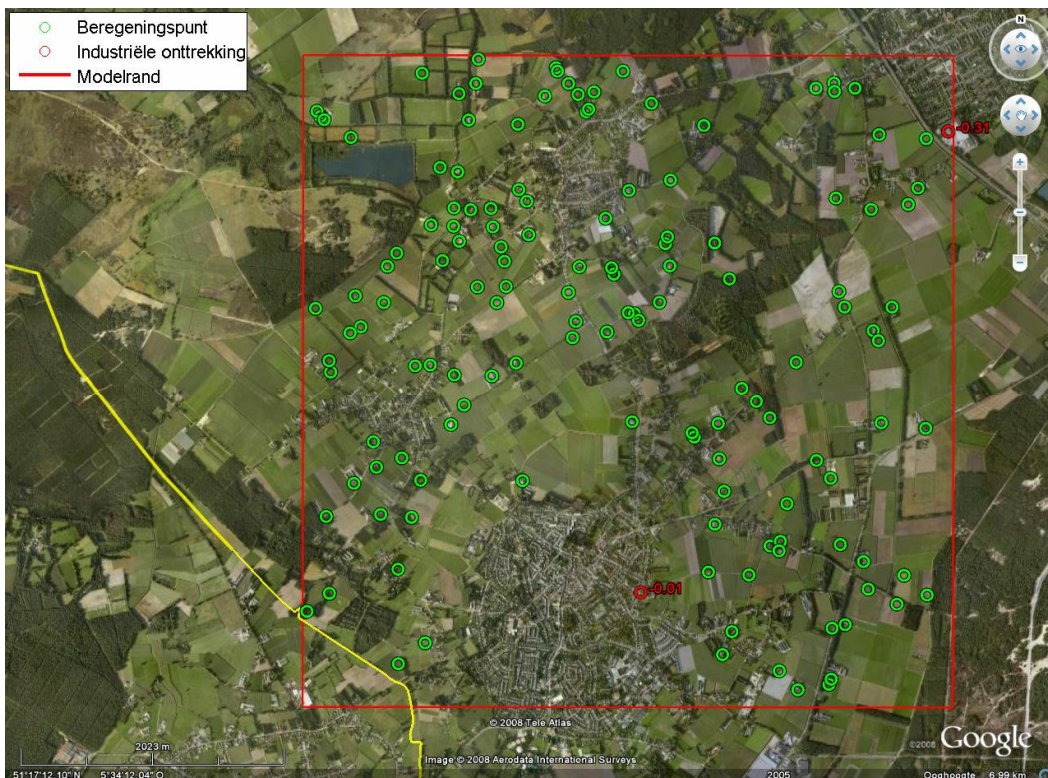 Beregeningspunt
Industriële onttrekking
Modelrand
N
-0.31
-0.01
© 2008 Tele Atlas
2023 m
Image © 2008 Aerodata International Surveys
©2008 Google
51°17'12.10" N 5°34'12.04" O 2005 Ooghoogte 6.99 km